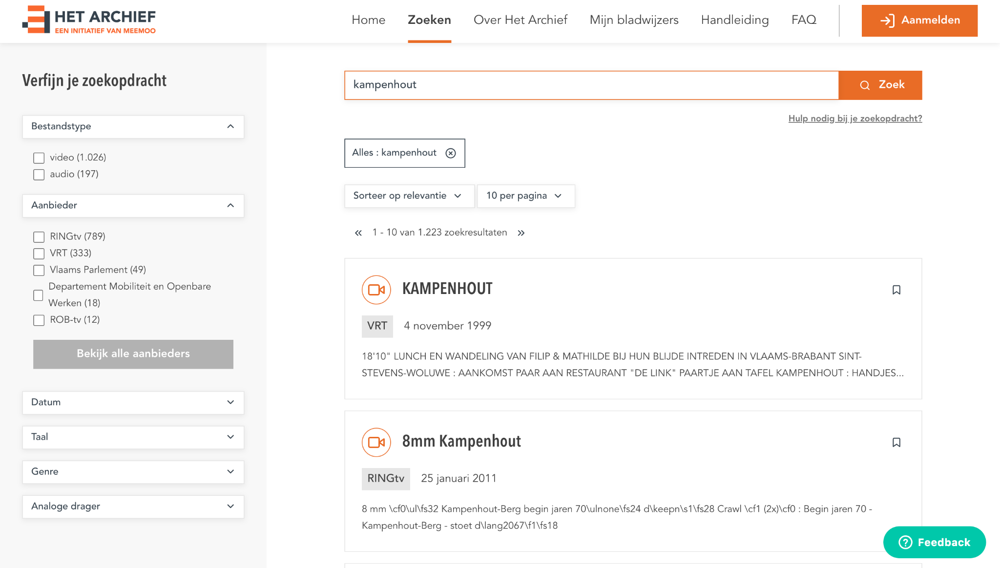 HET ARCHIEF
EEN INITIATIEF VAN MEEMOO
Home
Zoeken
Over Het Archief
Mijn bladwijzers
Handleiding
FAQ
Aanmelden
Verfijn je zoekopdracht
Bestandstype
video (1.026)
audio (197)
Aanbieder
RINGtv (789)
VRT (333)
Vlaams Parlement (49)
Departement Mobiliteit en Openbare
Werken (18)
ROB-tv (12)
Bekijk alle aanbieders
Datum
Taal
Genre
Analoge drager
kampenhout
Zoek
Hulp nodig bij je zoekopdracht?
Alles : kampenhout
Sorteer op relevantie
10 per pagina
« 1 - 10 van 1.223 zoekresultaten »
KAMPENHOUT
VRT 4 november 1999
18'10" LUNCH EN WANDELING VAN FILIP & MATHILDE BIJ HUN BLIJDE INTREDEN IN VLAAMS-BRABANT SINT-
STEVENS-WOLUWE : AANKOMST PAAR AAN RESTAURANT "DE LINK" PAARTJE AAN TAFEL KAMPENHOUT : HANDJES...
8mm Kampenhout
RINGtv 25 januari 2011
8 mm \cf0\ul\fs32 Kampenhout-Berg begin jaren 70\ulnone\fs24 d\keepn\s1\fs28 Crawl \cf1 (2x)\cf0 : Begin jaren 70 -
Kampenhout-Berg - stoet d\lang2067\f1\fs18
Feedback